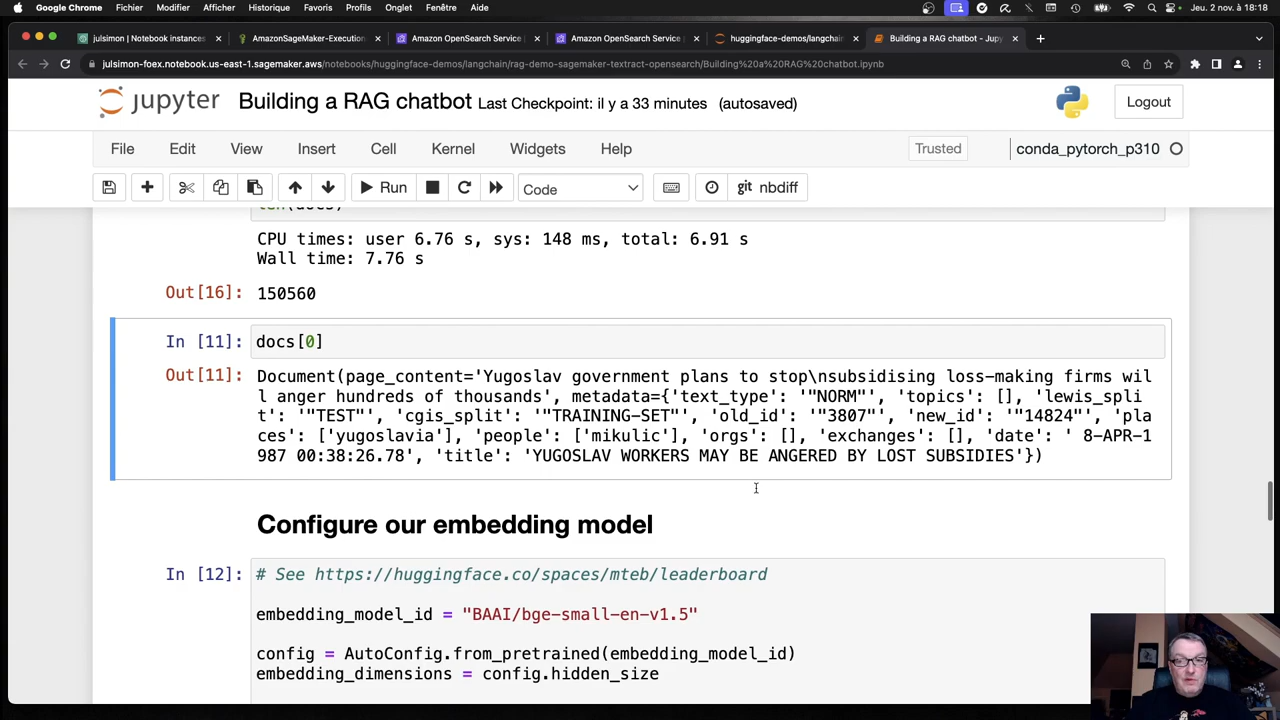 Google Chrome Fichier Modifier Afficher Historique Favoris Profils Onglet Fenêtre Aide Jeu. 2 nov. à 18:18
julsimon | Notebook instances AmazonSageMaker-Execution Amazon OpenSearch Service Amazon OpenSearch Service huggingface-demos/langchain Building a RAG chatbot - Jupy
julsimon-foex.notebook.us-east-1.sagemaker.aws/notebooks/huggingface-demos/langchain/rag-demo-sagemaker-textract-opensearch/Building%20a%20RAG%20chatbot.ipynb
jupyter Building a RAG chatbot Last Checkpoint: il y a 33 minutes (autosaved) Logout
File Edit View Insert Cell Kernel Widgets Help Trusted conda_pytorch_p310
Run Code git nbdiff
len(docs)
CPU times: user 6.76 s, sys: 148 ms, total: 6.91 s
Wall time: 7.76 s
Out[16]: 150560
In [11]: docs[0]
Out[11]: Document(page_content='Yugoslav government plans to stop\nsubsidising loss-making firms wil
l anger hundreds of thousands', metadata={'text_type': '"NORM"', 'topics': [], 'lewis_spli
t': '"TEST"', 'cgis_split': '"TRAINING-SET"', 'old_id': '"3807"', 'new_id': '"14824"', 'pla
ces': ['yugoslavia'], 'people': ['mikulic'], 'orgs': [], 'exchanges': [], 'date': ' 8-APR-1
987 00:38:26.78', 'title': 'YUGOSLAV WORKERS MAY BE ANGERED BY LOST SUBSIDIES'})
Configure our embedding model
In [12]: # See https://huggingface.co/spaces/mteb/leaderboard
embedding_model_id = "BAAI/bge-small-en-v1.5"
config = AutoConfig.from_pretrained(embedding_model_id)
embedding_dimensions = config.hidden_size